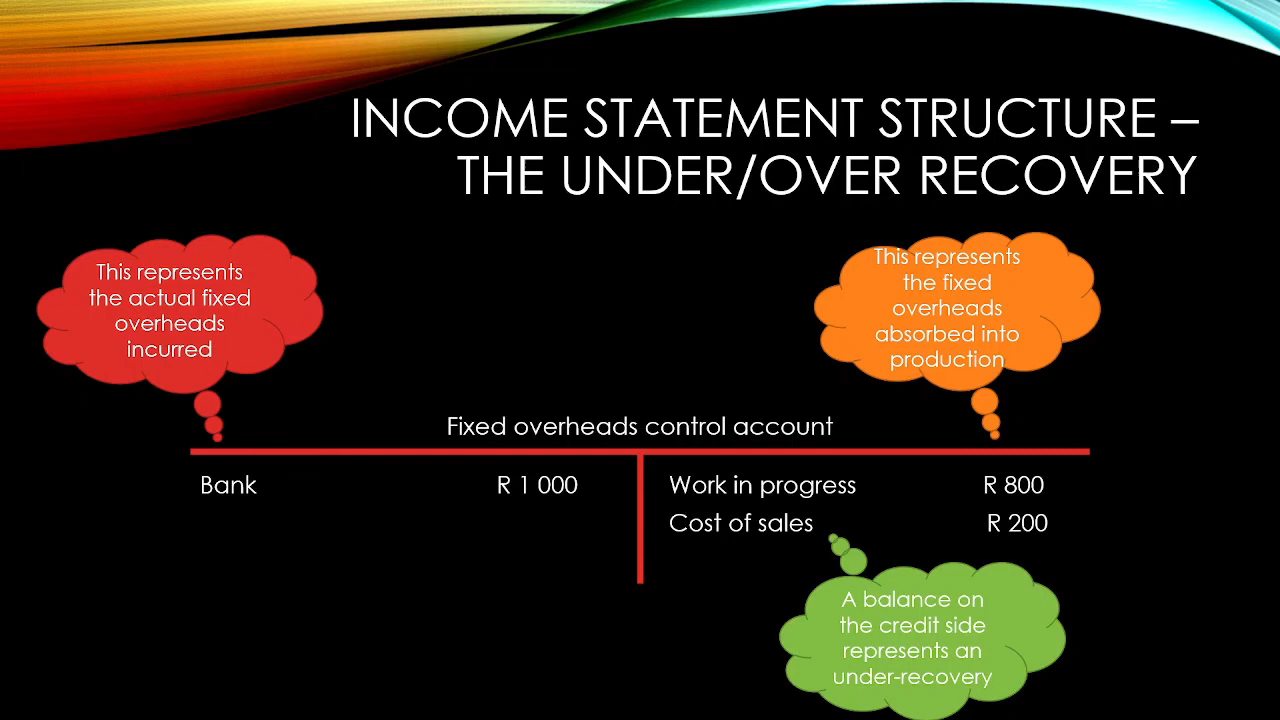 INCOME STATEMENT STRUCTURE –
THE UNDER/OVER RECOVERY
This represents
the actual fixed
overheads
incurred
This represents
the fixed
overheads
absorbed into
production
Fixed overheads control account
Bank R 1 000 Work in progress R 800
Cost of sales R 200
A balance on
the credit side
represents an
under-recovery